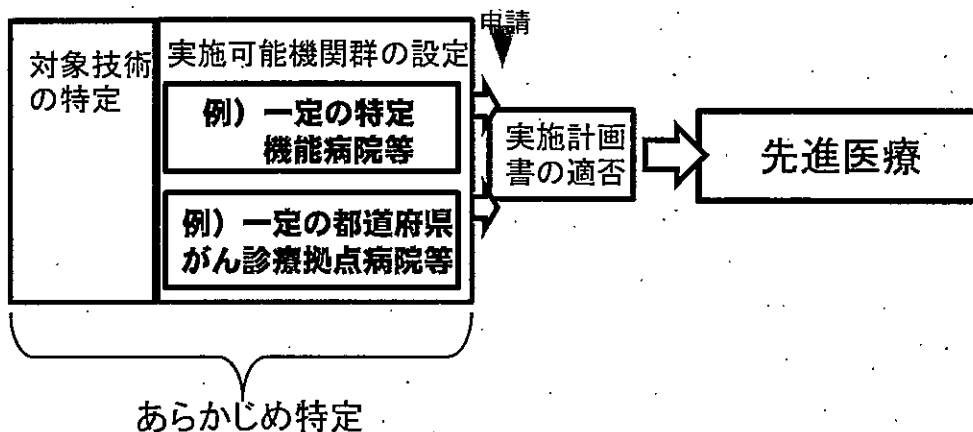 申請
対象技術
の特定
実施可能機関群の設定
例）一定の特定
機能病院等
例）一定の都道府県
がん診療拠点病院等
実施計画
書の適否
先進医療
あらかじめ特定